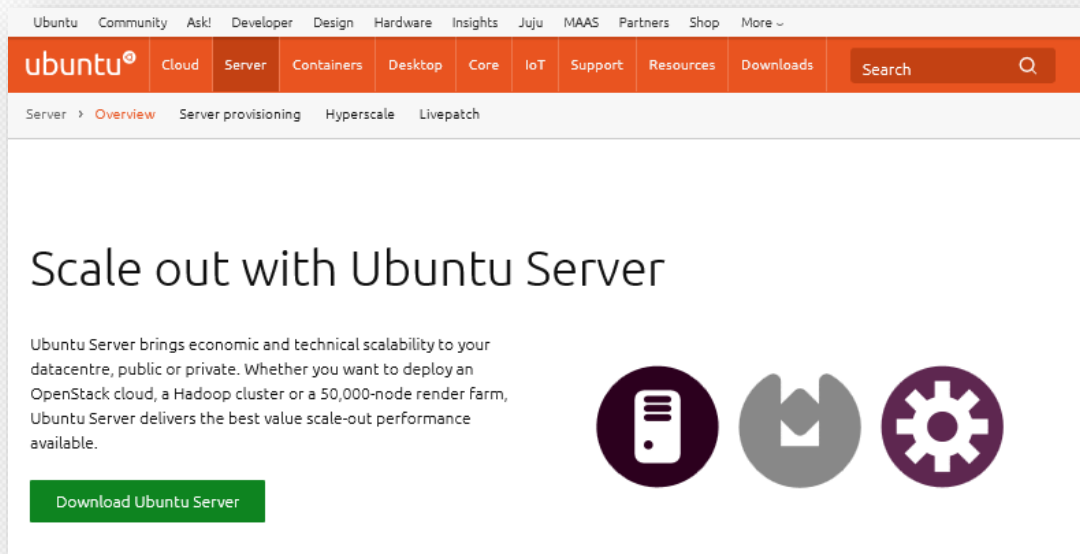 Ubuntu Community Ask! Developer Design Hardware Insights Juju MAAS Partners Shop More
ubuntu Cloud Server Containers Desktop Core IoT Support Resources Downloads Search
Server › Overview Server provisioning Hyperscale Livepatch
Scale out with Ubuntu Server
Ubuntu Server brings economic and technical scalability to your
datacentre, public or private. Whether you want to deploy an
OpenStack cloud, a Hadoop cluster or a 50,000-node render farm,
Ubuntu Server delivers the best value scale-out performance
available.
Download Ubuntu Server